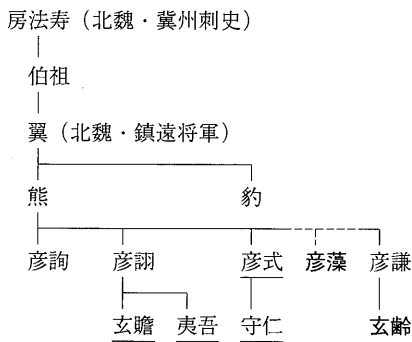 房法寿（北魏・冀州刺史）
伯祖
翼（北魏・鎮遠将軍）
熊 豹
彦詢 彦詡 彦式 彦藻 彦謙
玄贍 夷吾 守仁 玄齢